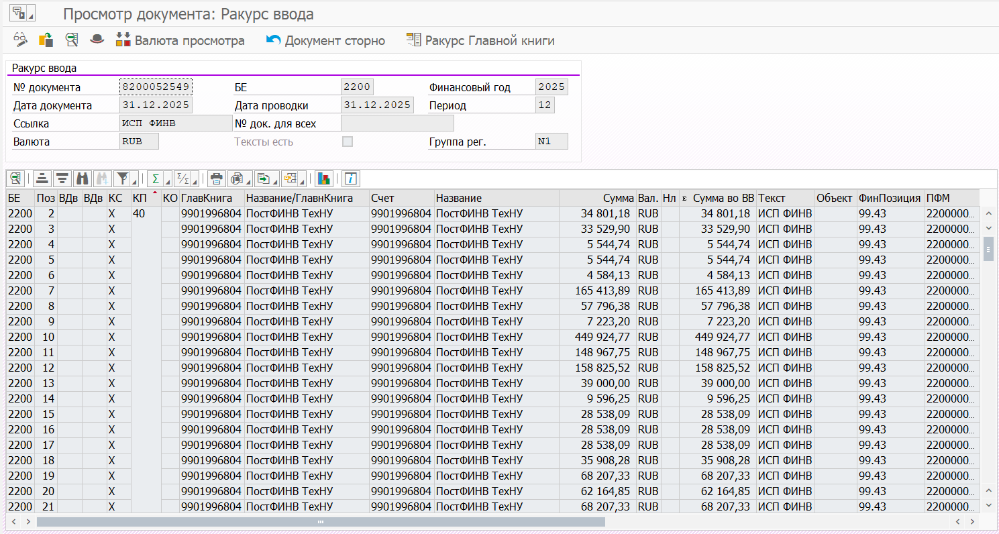 Просмотр документа: Ракурс ввода
Валюта просмотра Документ сторно Ракурс Главной книги
Ракурс ввода
№ документа 8200052549 БЕ 2200 Финансовый год 2025
Дата документа 31.12.2025 Дата проводки 31.12.2025 Период 12
Ссылка ИСП ФИНВ № док. для всех
Валюта RUB Тексты есть Группа рег. N1
БЕ Поз ВДв ВДв КС КП КО ГлавКнига Название/ГлавнКнига Счет Название Сумма Вал. Нл Σ Сумма во ВВ Текст Объект ФинПозиция ПФМ
2200 2 X 40 9901996804 ПостФИНВ ТехНУ 9901996804 ПостФИНВ ТехНУ 34 801,18 RUB 34 801,18 RUB ИСП ФИНВ 99.43 2200000...
2200 3 X 9901996804 ПостФИНВ ТехНУ 9901996804 ПостФИНВ ТехНУ 33 529,90 RUB 33 529,90 RUB ИСП ФИНВ 99.43 2200000...
2200 4 X 9901996804 ПостФИНВ ТехНУ 9901996804 ПостФИНВ ТехНУ 5 544,74 RUB 5 544,74 RUB ИСП ФИНВ 99.43 2200000...
2200 5 X 9901996804 ПостФИНВ ТехНУ 9901996804 ПостФИНВ ТехНУ 5 544,74 RUB 5 544,74 RUB ИСП ФИНВ 99.43 2200000...
2200 6 X 9901996804 ПостФИНВ ТехНУ 9901996804 ПостФИНВ ТехНУ 4 584,13 RUB 4 584,13 RUB ИСП ФИНВ 99.43 2200000...
2200 7 X 9901996804 ПостФИНВ ТехНУ 9901996804 ПостФИНВ ТехНУ 165 413,89 RUB 165 413,89 RUB ИСП ФИНВ 99.43 2200000...
2200 8 X 9901996804 ПостФИНВ ТехНУ 9901996804 ПостФИНВ ТехНУ 57 796,38 RUB 57 796,38 RUB ИСП ФИНВ 99.43 2200000...
2200 9 X 9901996804 ПостФИНВ ТехНУ 9901996804 ПостФИНВ ТехНУ 7 223,20 RUB 7 223,20 RUB ИСП ФИНВ 99.43 2200000...
2200 10 X 9901996804 ПостФИНВ ТехНУ 9901996804 ПостФИНВ ТехНУ 449 924,77 RUB 449 924,77 RUB ИСП ФИНВ 99.43 2200000...
2200 11 X 9901996804 ПостФИНВ ТехНУ 9901996804 ПостФИНВ ТехНУ 148 967,75 RUB 148 967,75 RUB ИСП ФИНВ 99.43 2200000...
2200 12 X 9901996804 ПостФИНВ ТехНУ 9901996804 ПостФИНВ ТехНУ 158 825,52 RUB 158 825,52 RUB ИСП ФИНВ 99.43 2200000...
2200 13 X 9901996804 ПостФИНВ ТехНУ 9901996804 ПостФИНВ ТехНУ 39 000,00 RUB 39 000,00 RUB ИСП ФИНВ 99.43 2200000...
2200 14 X 9901996804 ПостФИНВ ТехНУ 9901996804 ПостФИНВ ТехНУ 9 596,25 RUB 9 596,25 RUB ИСП ФИНВ 99.43 2200000...
2200 15 X 9901996804 ПостФИНВ ТехНУ 9901996804 ПостФИНВ ТехНУ 28 538,09 RUB 28 538,09 RUB ИСП ФИНВ 99.43 2200000...
2200 16 X 9901996804 ПостФИНВ ТехНУ 9901996804 ПостФИНВ ТехНУ 28 538,09 RUB 28 538,09 RUB ИСП ФИНВ 99.43 2200000...
2200 17 X 9901996804 ПостФИНВ ТехНУ 9901996804 ПостФИНВ ТехНУ 28 538,09 RUB 28 538,09 RUB ИСП ФИНВ 99.43 2200000...
2200 18 X 9901996804 ПостФИНВ ТехНУ 9901996804 ПостФИНВ ТехНУ 35 908,28 RUB 35 908,28 RUB ИСП ФИНВ 99.43 2200000...
2200 19 X 9901996804 ПостФИНВ ТехНУ 9901996804 ПостФИНВ ТехНУ 68 207,33 RUB 68 207,33 RUB ИСП ФИНВ 99.43 2200000...
2200 20 X 9901996804 ПостФИНВ ТехНУ 9901996804 ПостФИНВ ТехНУ 62 164,85 RUB 62 164,85 RUB ИСП ФИНВ 99.43 2200000...
2200 21 X 9901996804 ПостФИНВ ТехНУ 9901996804 ПостФИНВ ТехНУ 68 207,33 RUB 68 207,33 RUB ИСП ФИНВ 99.43 2200000...